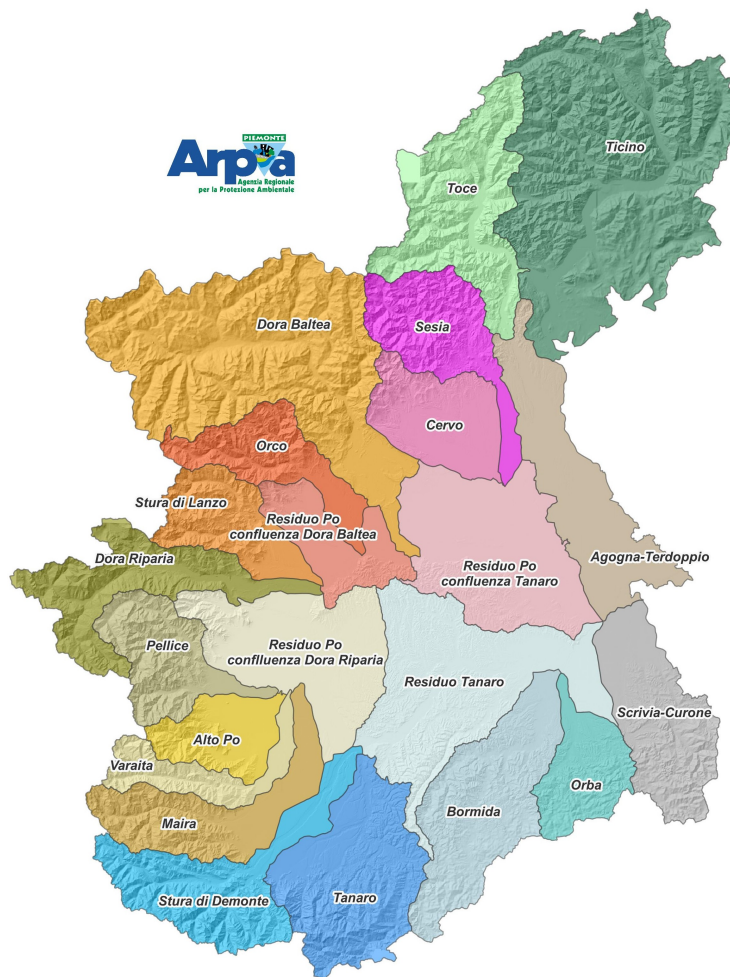 PIEMONTE
Arpa
Agenzia Regionale
per la Protezione Ambientale
Ticino
Toce
Dora Baltea
Sesia
Cervo
Orco
Stura di Lanzo
Residuo Po
confluenza Dora Baltea
Dora Riparia
Residuo Po
confluenza Tanaro
Agogna-Terdoppio
Pellice
Residuo Po
conflluenza Dora Riparia
Residuo Tanaro
Scrivia-Curone
Alto Po
Varaita
Orba
Maira
Bormida
Stura di Demonte
Tanaro